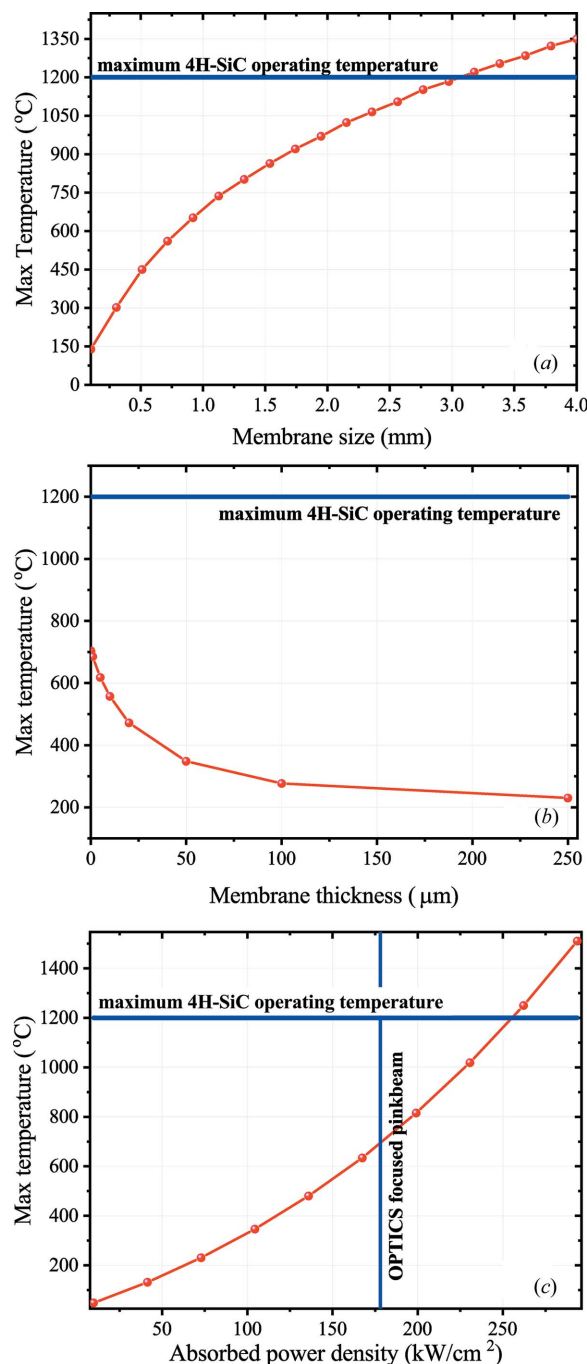 1350
maximum 4H-SiC operating temperature
1200
1050
900
750
600
450
300
150
0
Max Temperature (°C)
(a)
0.5 1.0 1.5 2.0 2.5 3.0 3.5 4.0
Membrane size (mm)
1200
maximum 4H-SiC operating temperature
1000
800
600
400
200
Max temperature (°C)
(b)
0 50 100 150 200 250
Membrane thickness (μm)
1400
maximum 4H-SiC operating temperature
1200
1000
800
600
400
200
Max temperature (°C)
OPTICS focused pinkbeam
(c)
50 100 150 200 250
Absorbed power density (kW/cm²)